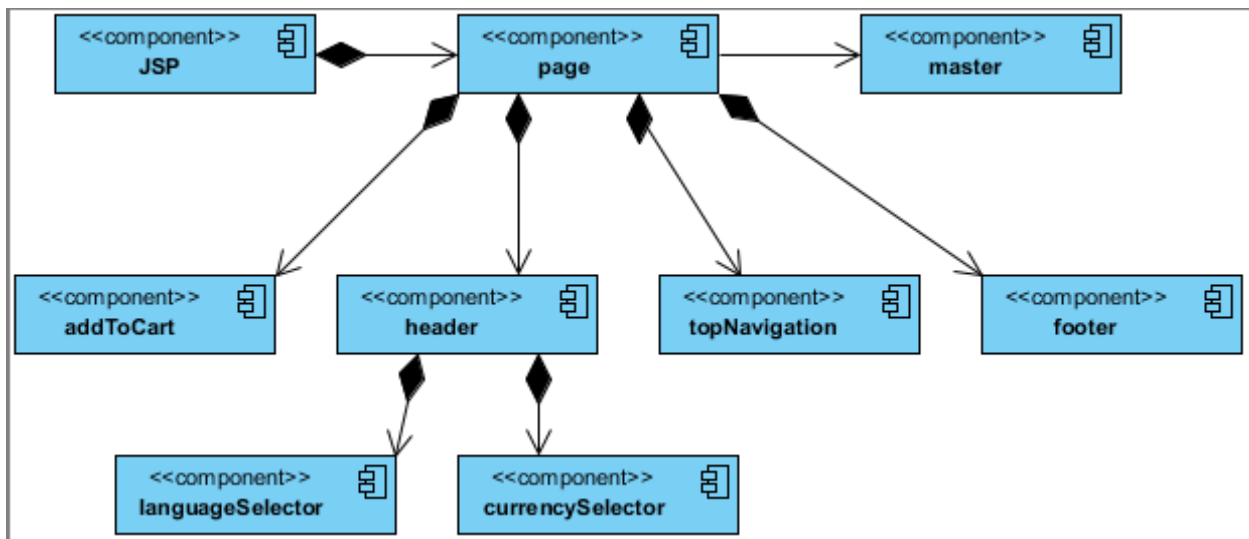 <<component>>
JSP
<<component>>
page
<<component>>
master
<<component>>
addToCart
<<component>>
header
<<component>>
topNavigation
<<component>>
footer
<<component>>
languageSelector
<<component>>
currencySelector